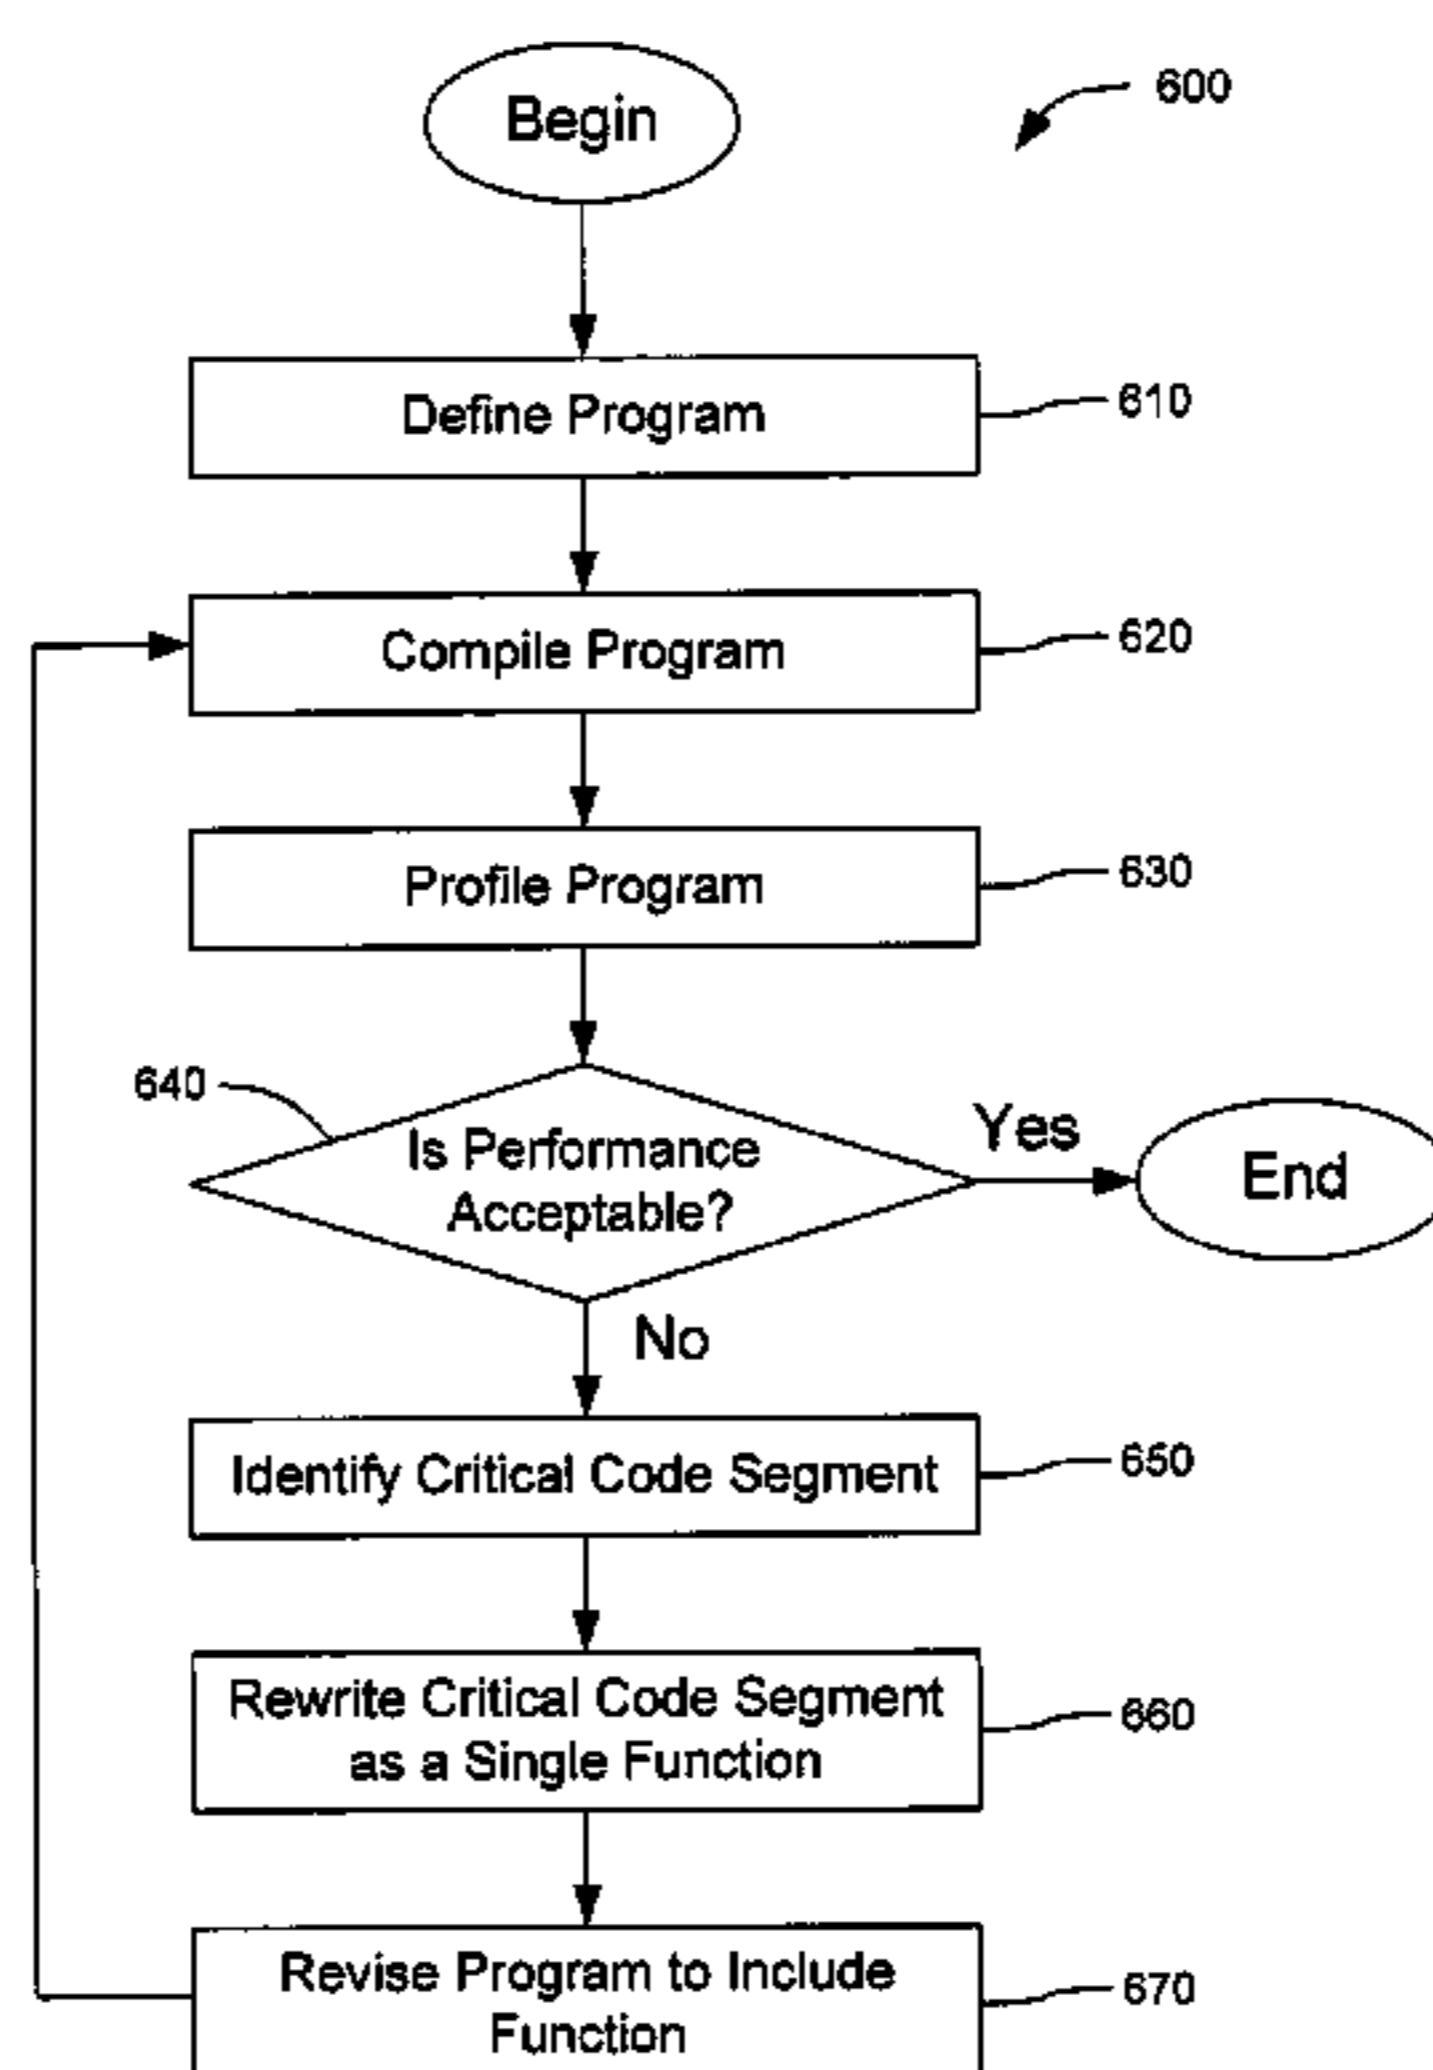 Begin
600
Define Program
610
Compile Program
620
Profile Program
630
640
Is Performance
Acceptable?
Yes
End
No
Identify Critical Code Segment
650
Rewrite Critical Code Segment
as a Single Function
660
Revise Program to Include
Function
670